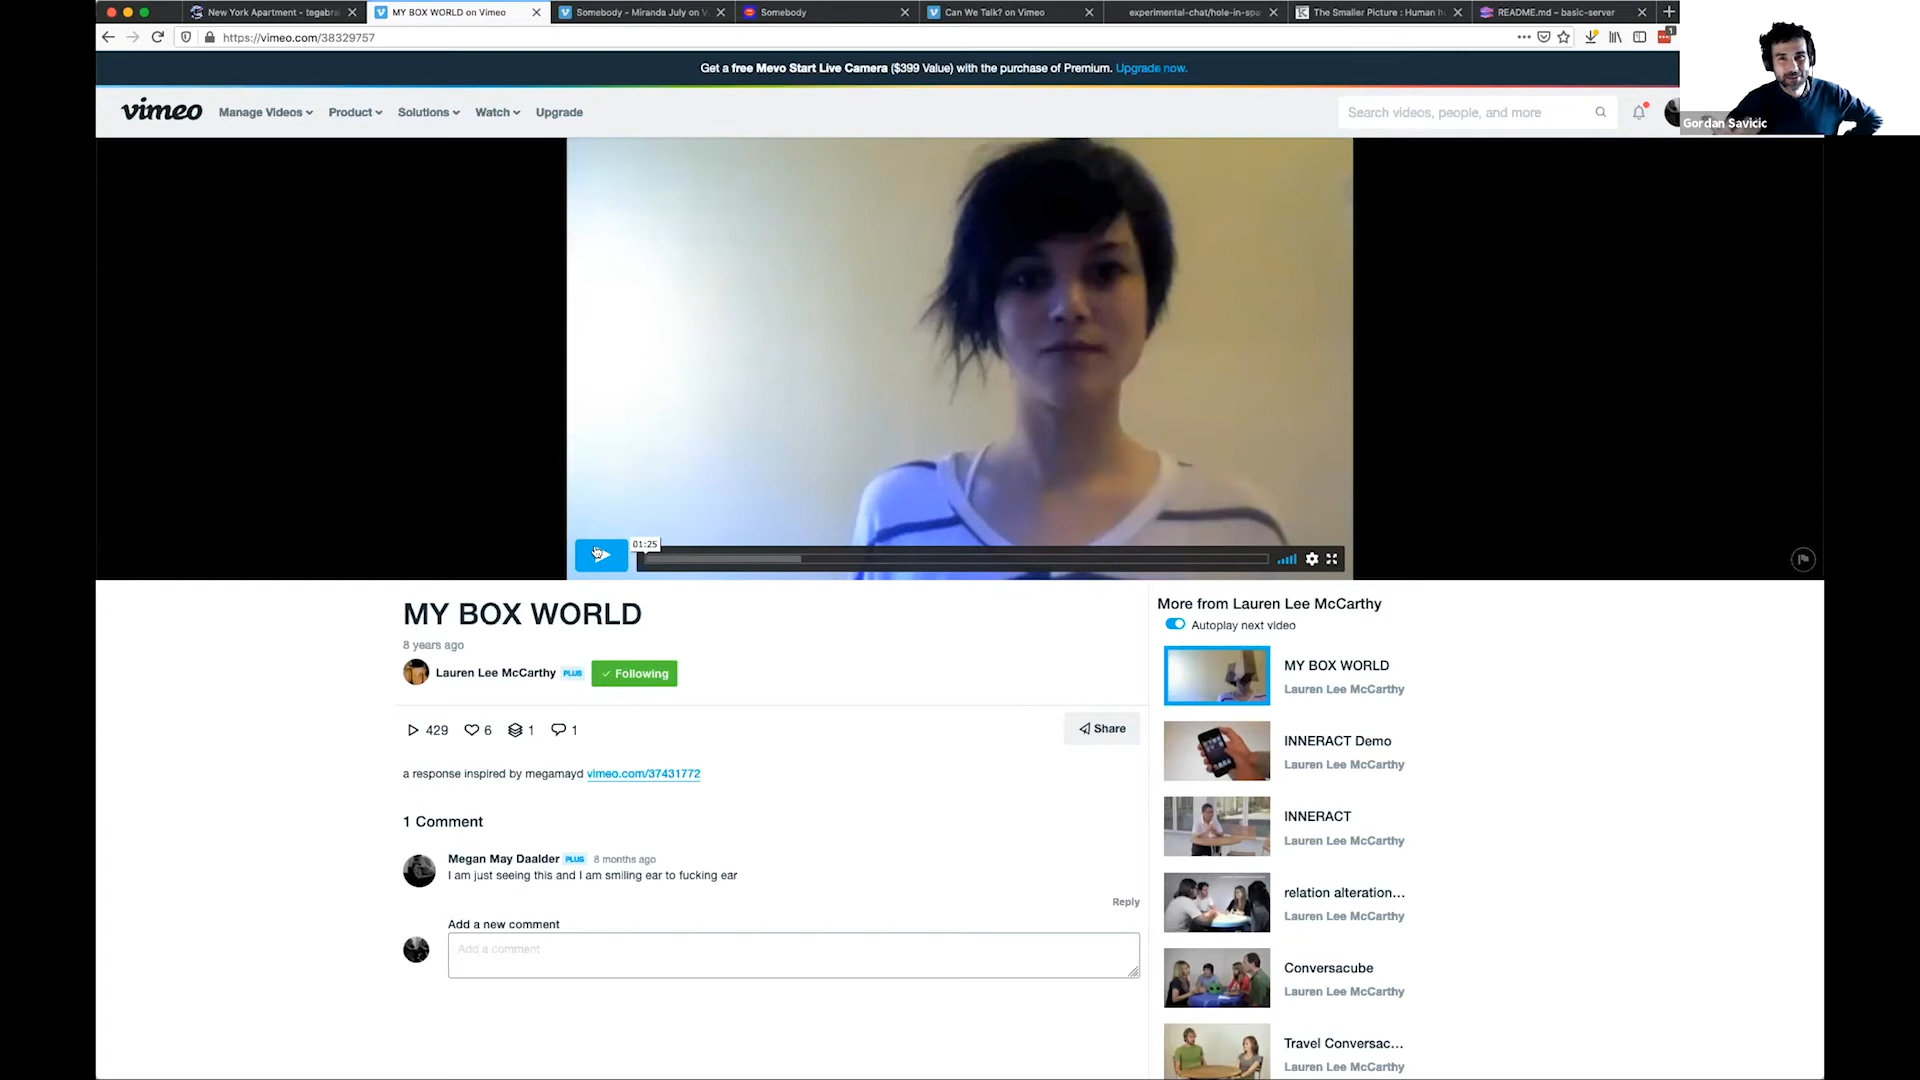 New York Apartment - tegabra
MY BOX WORLD on Vimeo
Somebody - Miranda July on V
Somebody
Can We Talk? on Vimeo
experimental-chat/hole-in-spa
The Smaller Picture : Human h
README.md – basic-server
https://vimeo.com/38329757
Get a free Mevo Start Live Camera ($399 Value) with the purchase of Premium. Upgrade now.
vimeo
Manage Videos
Product
Solutions
Watch
Upgrade
Search videos, people, and more
Gordan Savicic
01:25
MY BOX WORLD
8 years ago
Lauren Lee McCarthy PLUS
Following
429
6
1
1
Share
a response inspired by megamayd vimeo.com/37431772
1 Comment
Megan May Daalder PLUS 8 months ago
I am just seeing this and I am smiling ear to fucking ear
Reply
Add a new comment
Add a comment
More from Lauren Lee McCarthy
Autoplay next video
MY BOX WORLD
Lauren Lee McCarthy
INNERACT Demo
Lauren Lee McCarthy
INNERACT
Lauren Lee McCarthy
relation alteration...
Lauren Lee McCarthy
Conversacube
Lauren Lee McCarthy
Travel Conversac...
Lauren Lee McCarthy